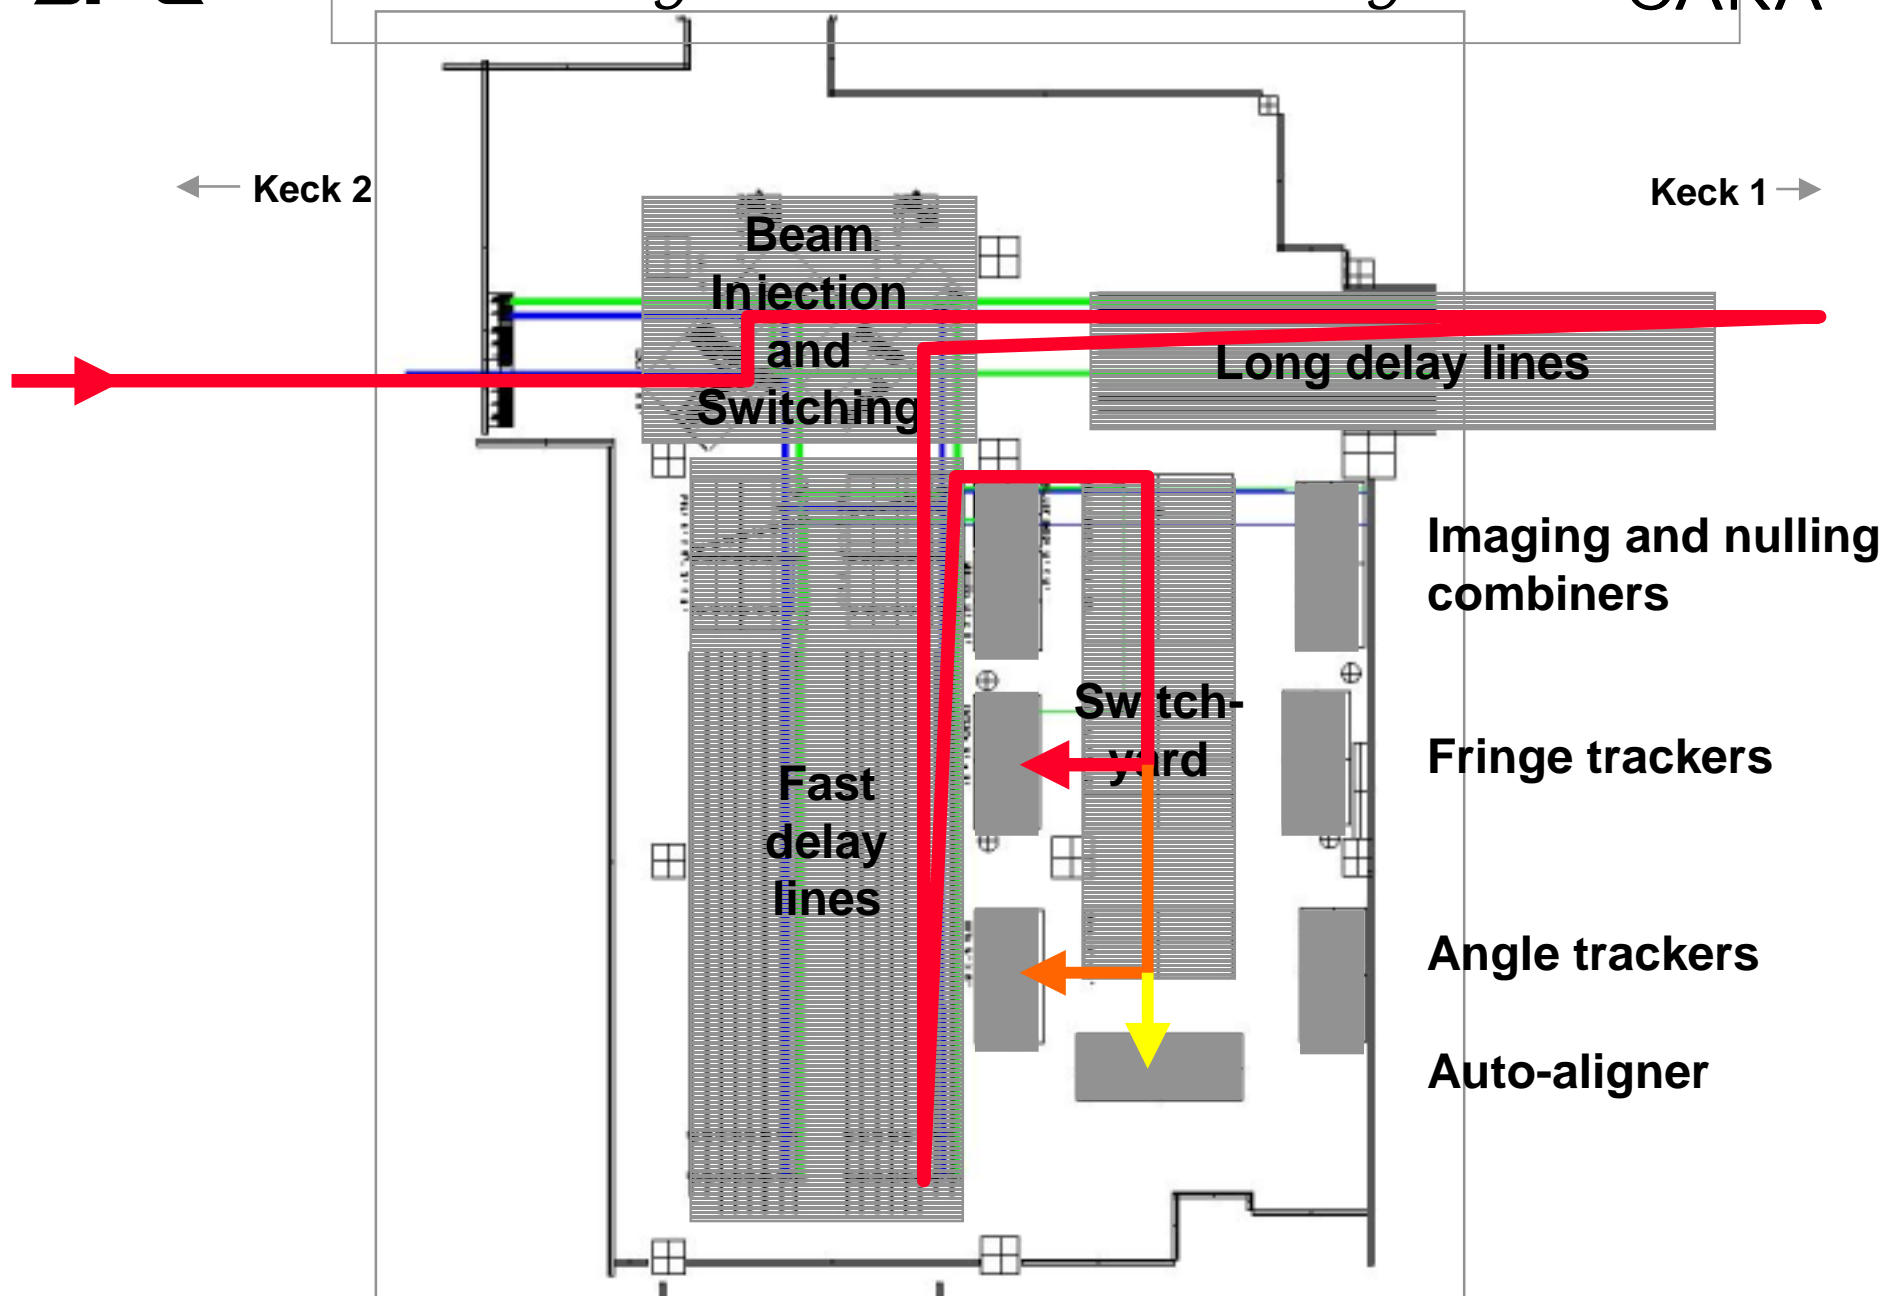 Keck 2
Keck 1
Beam
Injection
and
Switching
Long delay lines
Imaging and nulling
combiners
Switch-
yard
Fringe trackers
Fast
delay
lines
Angle trackers
Auto-aligner